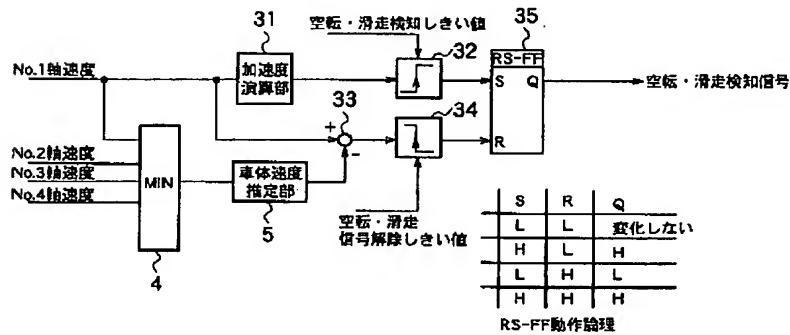 31
空転・滑走検知しきい値
35
32
RS-FF
No.1軸速度
加速度
演算部
S
Q
空転・滑走検知信号
33
34
+
-
R
No.2軸速度
No.3軸速度
No.4軸速度
MIN
車体速度
推定部
5
4
空転・滑走
信号解除しきい値
S R Q
L L 変化しない
H L H
L H L
H H H
RS-FF動作論理